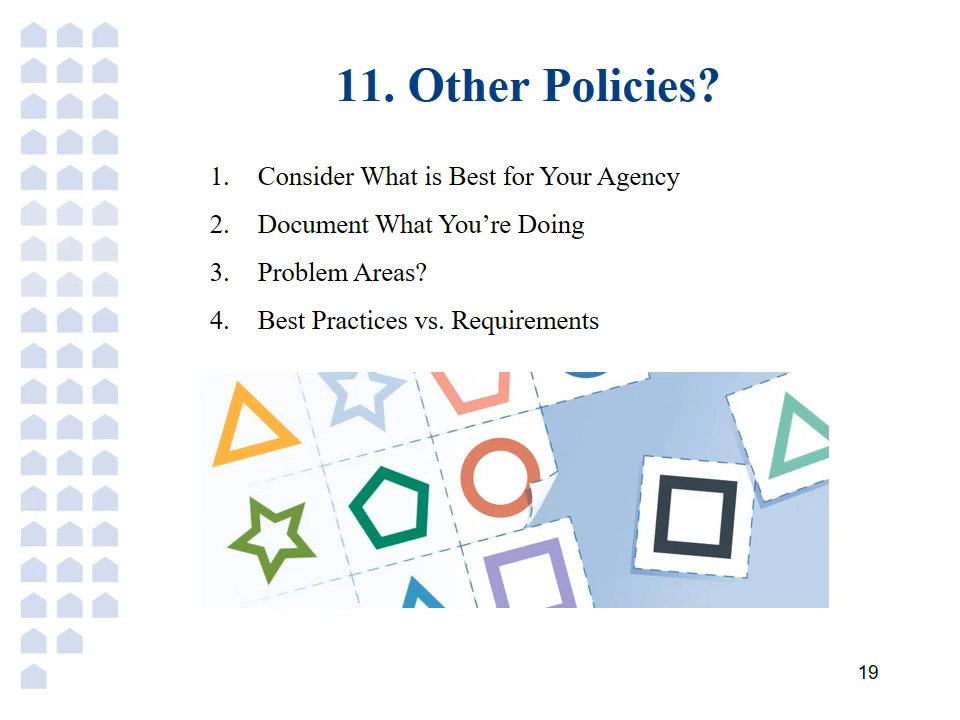 11. Other Policies?
1. Consider What is Best for Your Agency
2. Document What You’re Doing
3. Problem Areas?
4. Best Practices vs. Requirements
19